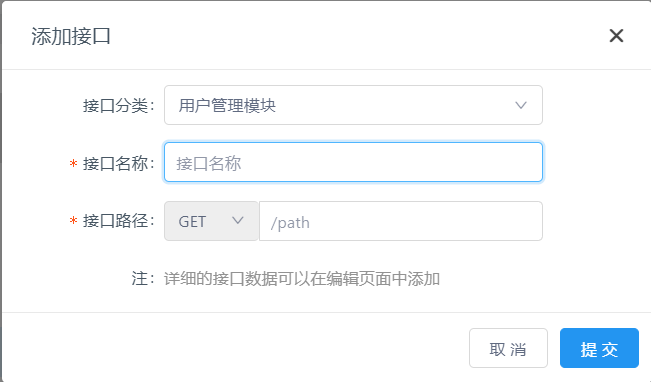 添加接口
接口分类： 用户管理模块
* 接口名称： 接口名称
* 接口路径： GET /path
注： 详细的接口数据可以在编辑页面中添加
取 消 提 交